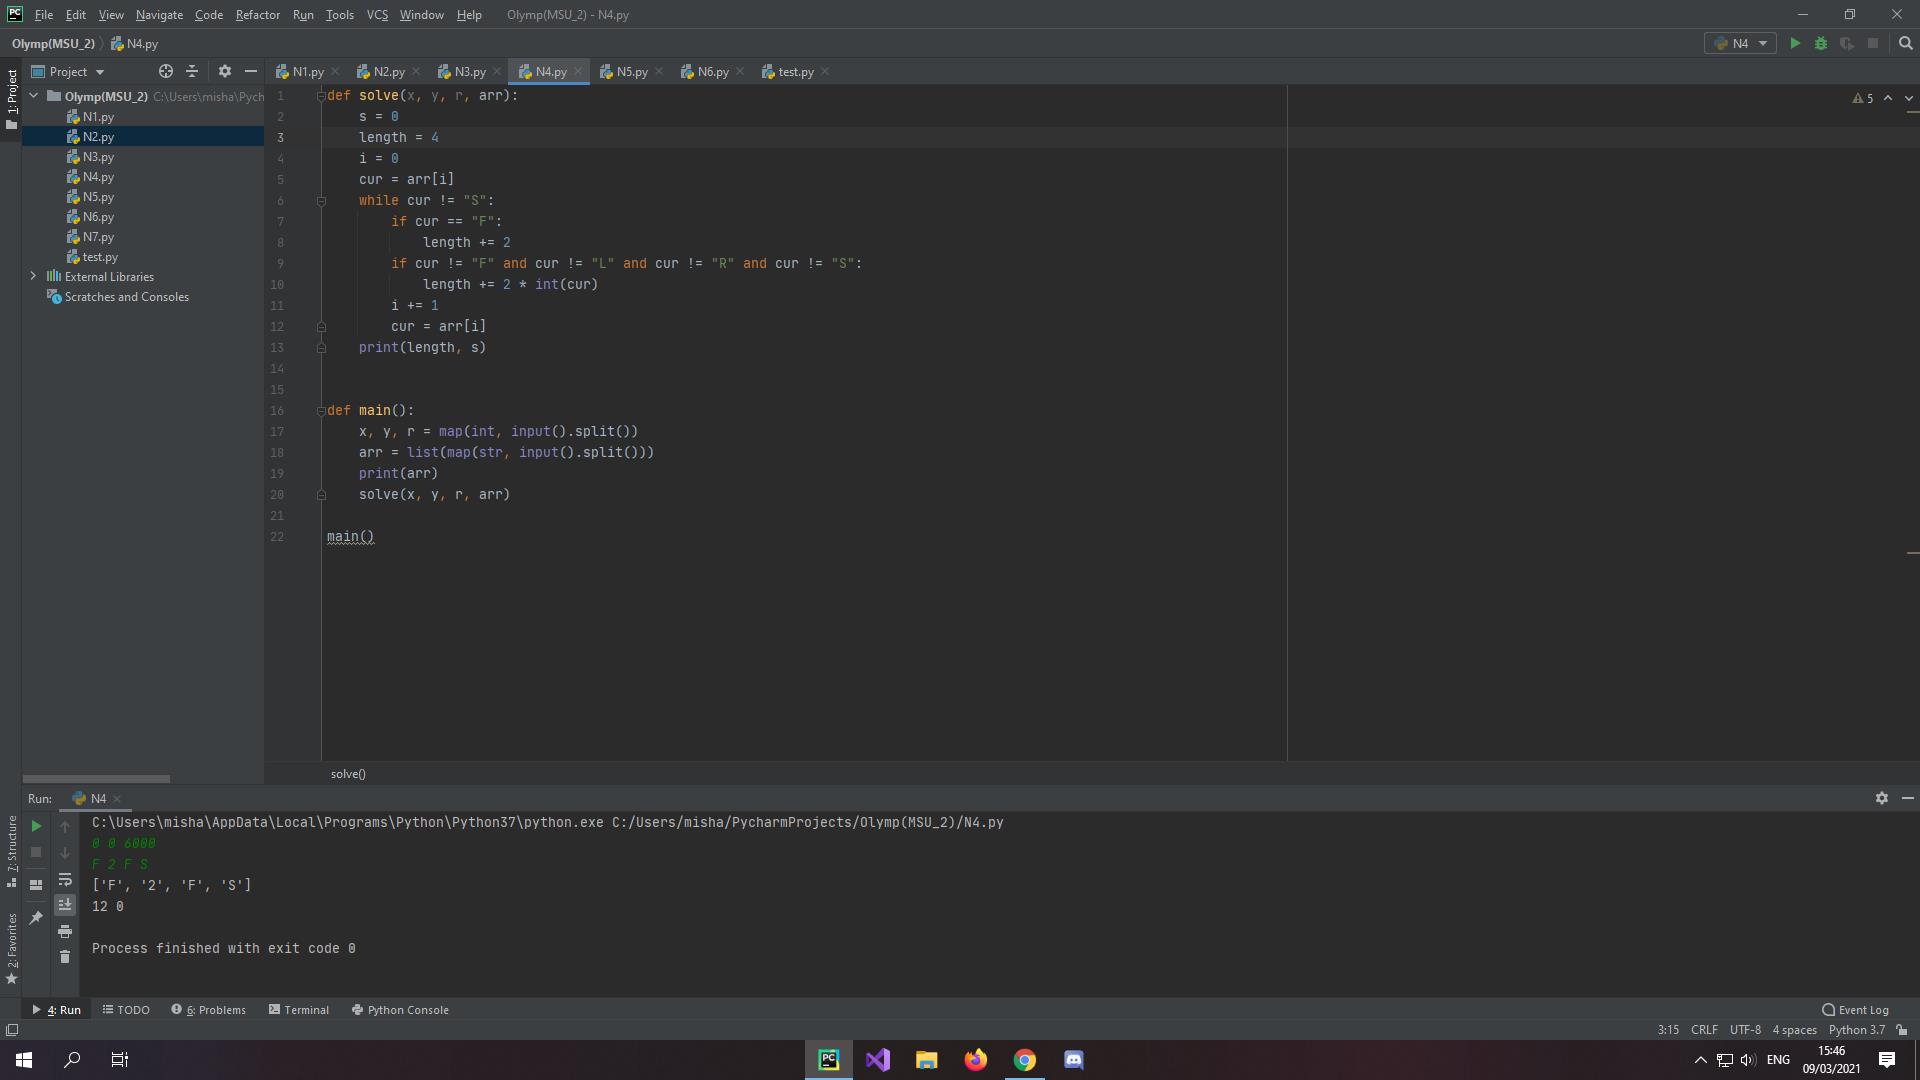 PC File Edit View Navigate Code Refactor Run Tools VCS Window Help Olymp(MSU_2) - N4.py
Olymp(MSU_2) N4.py N4
1: Project
Project
Olymp(MSU_2) C:\Users\misha\Pych
N1.py
N2.py
N3.py
N4.py
N5.py
N6.py
N7.py
test.py
External Libraries
Scratches and Consoles
N1.py N2.py N3.py N4.py N5.py N6.py test.py
5
1 def solve(x, y, r, arr):
2 s = 0
3 length = 4
4 i = 0
5 cur = arr[i]
6 while cur != "S":
7 if cur == "F":
8 length += 2
9 if cur != "F" and cur != "L" and cur != "R" and cur != "S":
10 length += 2 * int(cur)
11 i += 1
12 cur = arr[i]
13 print(length, s)
14
15
16 def main():
17 x, y, r = map(int, input().split())
18 arr = list(map(str, input().split()))
19 print(arr)
20 solve(x, y, r, arr)
21
22 main()
solve()
Run: N4
7: Structure
2: Favorites
C:\Users\misha\AppData\Local\Programs\Python\Python37\python.exe C:/Users/misha/PycharmProjects/Olymp(MSU_2)/N4.py
0 0 6000
F 2 F S
['F', '2', 'F', 'S']
12 0
Process finished with exit code 0
4: Run TODO 6: Problems Terminal Python Console Event Log
3:15 CRLF UTF-8 4 spaces Python 3.7
PC ENG 15:46
09/03/2021